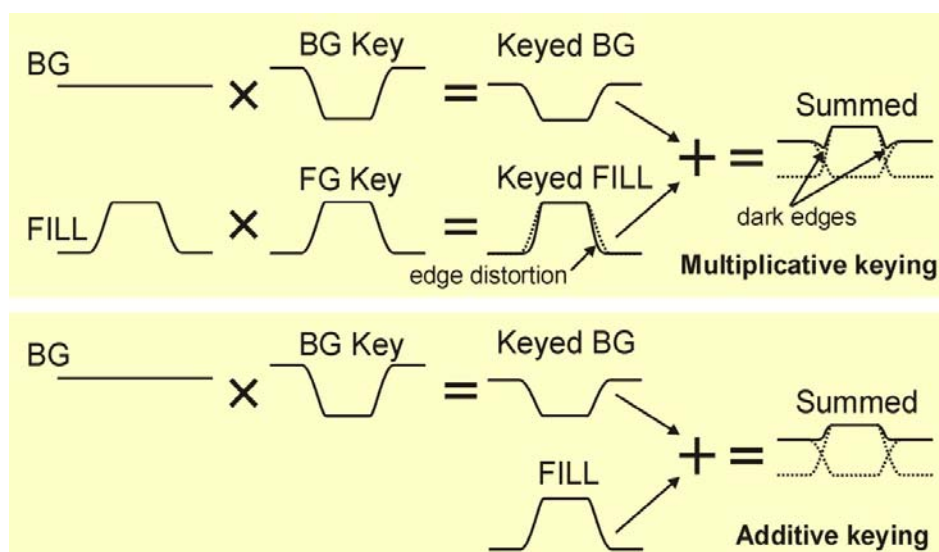 BG
BG Key
Keyed BG
×
=
Summed
+ =
FILL
FG Key
Keyed FILL
×
=
dark edges
edge distortion
Multiplicative keying
BG
BG Key
Keyed BG
×
=
Summed
+ =
FILL
Additive keying